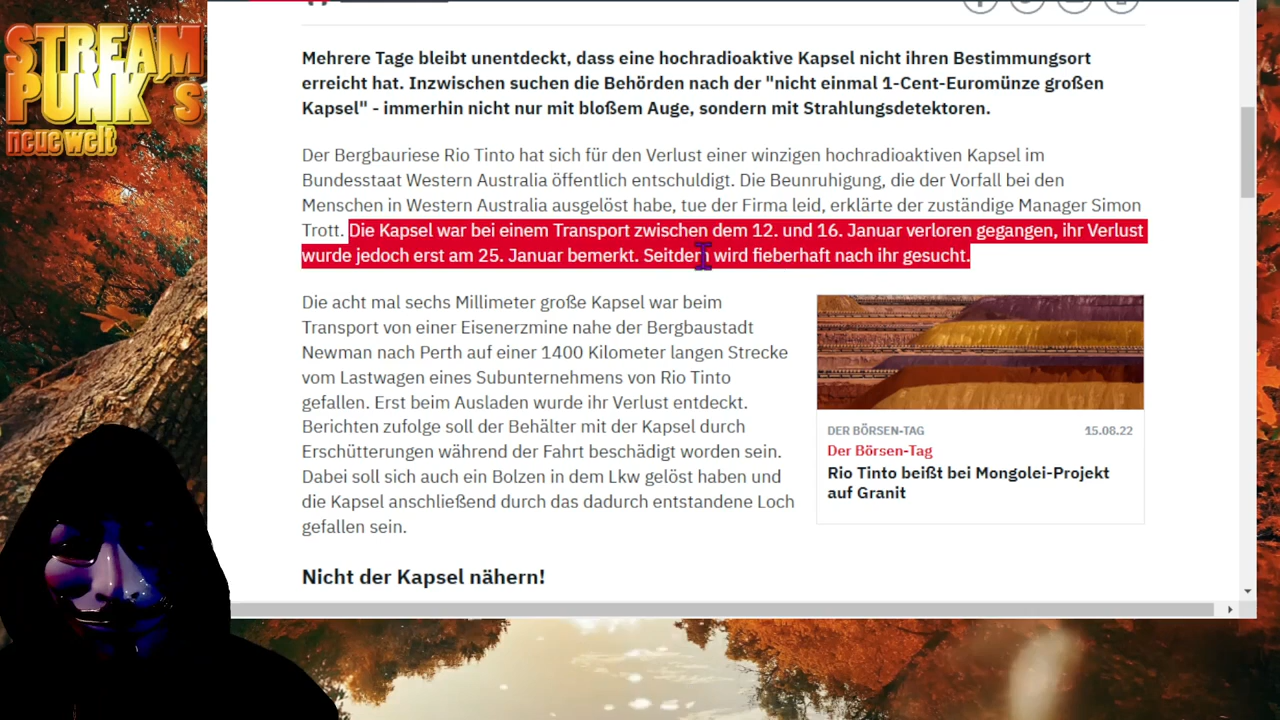 STREAM
PUNK´s
neue welt
Mehrere Tage bleibt unentdeckt, dass eine hochradioaktive Kapsel nicht ihren Bestimmungsort
erreicht hat. Inzwischen suchen die Behörden nach der "nicht einmal 1-Cent-Euromünze großen
Kapsel" - immerhin nicht nur mit bloßem Auge, sondern mit Strahlungsdetektoren.
Der Bergbauriese Rio Tinto hat sich für den Verlust einer winzigen hochradioaktiven Kapsel im
Bundesstaat Western Australia öffentlich entschuldigt. Die Beunruhigung, die der Vorfall bei den
Menschen in Western Australia ausgelöst habe, tue der Firma leid, erklärte der zuständige Manager Simon
Trott. Die Kapsel war bei einem Transport zwischen dem 12. und 16. Januar verloren gegangen, ihr Verlust
wurde jedoch erst am 25. Januar bemerkt. Seitdem wird fieberhaft nach ihr gesucht.
Die acht mal sechs Millimeter große Kapsel war beim
Transport von einer Eisenerzmine nahe der Bergbaustadt
Newman nach Perth auf einer 1400 Kilometer langen Strecke
vom Lastwagen eines Subunternehmens von Rio Tinto
gefallen. Erst beim Ausladen wurde ihr Verlust entdeckt.
Berichten zufolge soll der Behälter mit der Kapsel durch
Erschütterungen während der Fahrt beschädigt worden sein.
Dabei soll sich auch ein Bolzen in dem Lkw gelöst haben und
die Kapsel anschließend durch das dadurch entstandene Loch
gefallen sein.
DER BÖRSEN-TAG 15.08.22
Der Börsen-Tag
Rio Tinto beißt bei Mongolei-Projekt
auf Granit
Nicht der Kapsel nähern!